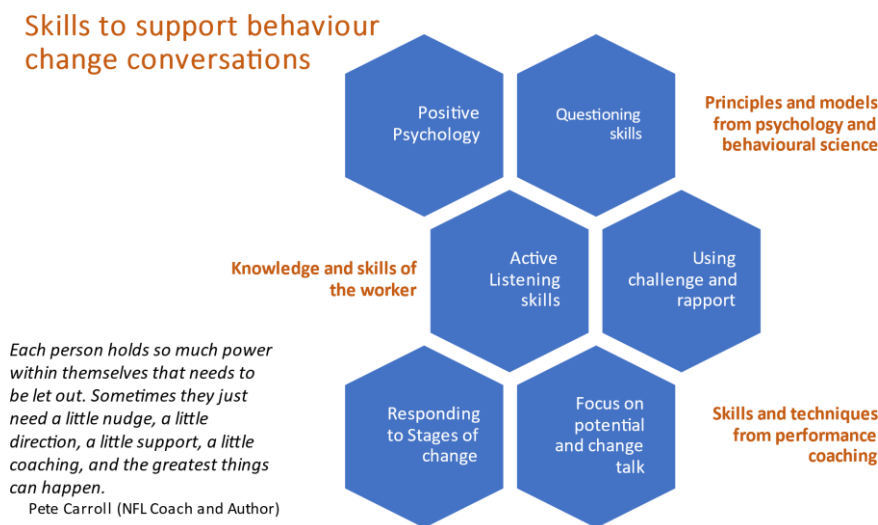 Skills to support behaviour
change conversations
Positive
Psychology
Questioning
skills
Principles and models
from psychology and
behavioural science
Knowledge and skills of
the worker
Active
Listening
skills
Using
challenge and
rapport
Each person holds so much power
within themselves that needs to
be let out. Sometimes they just
need a little nudge, a little
direction, a little support, a little
coaching, and the greatest things
can happen.
Pete Carroll (NFL Coach and Author)
Responding
to Stages of
change
Focus on
potential
and change
talk
Skills and techniques
from performance
coaching